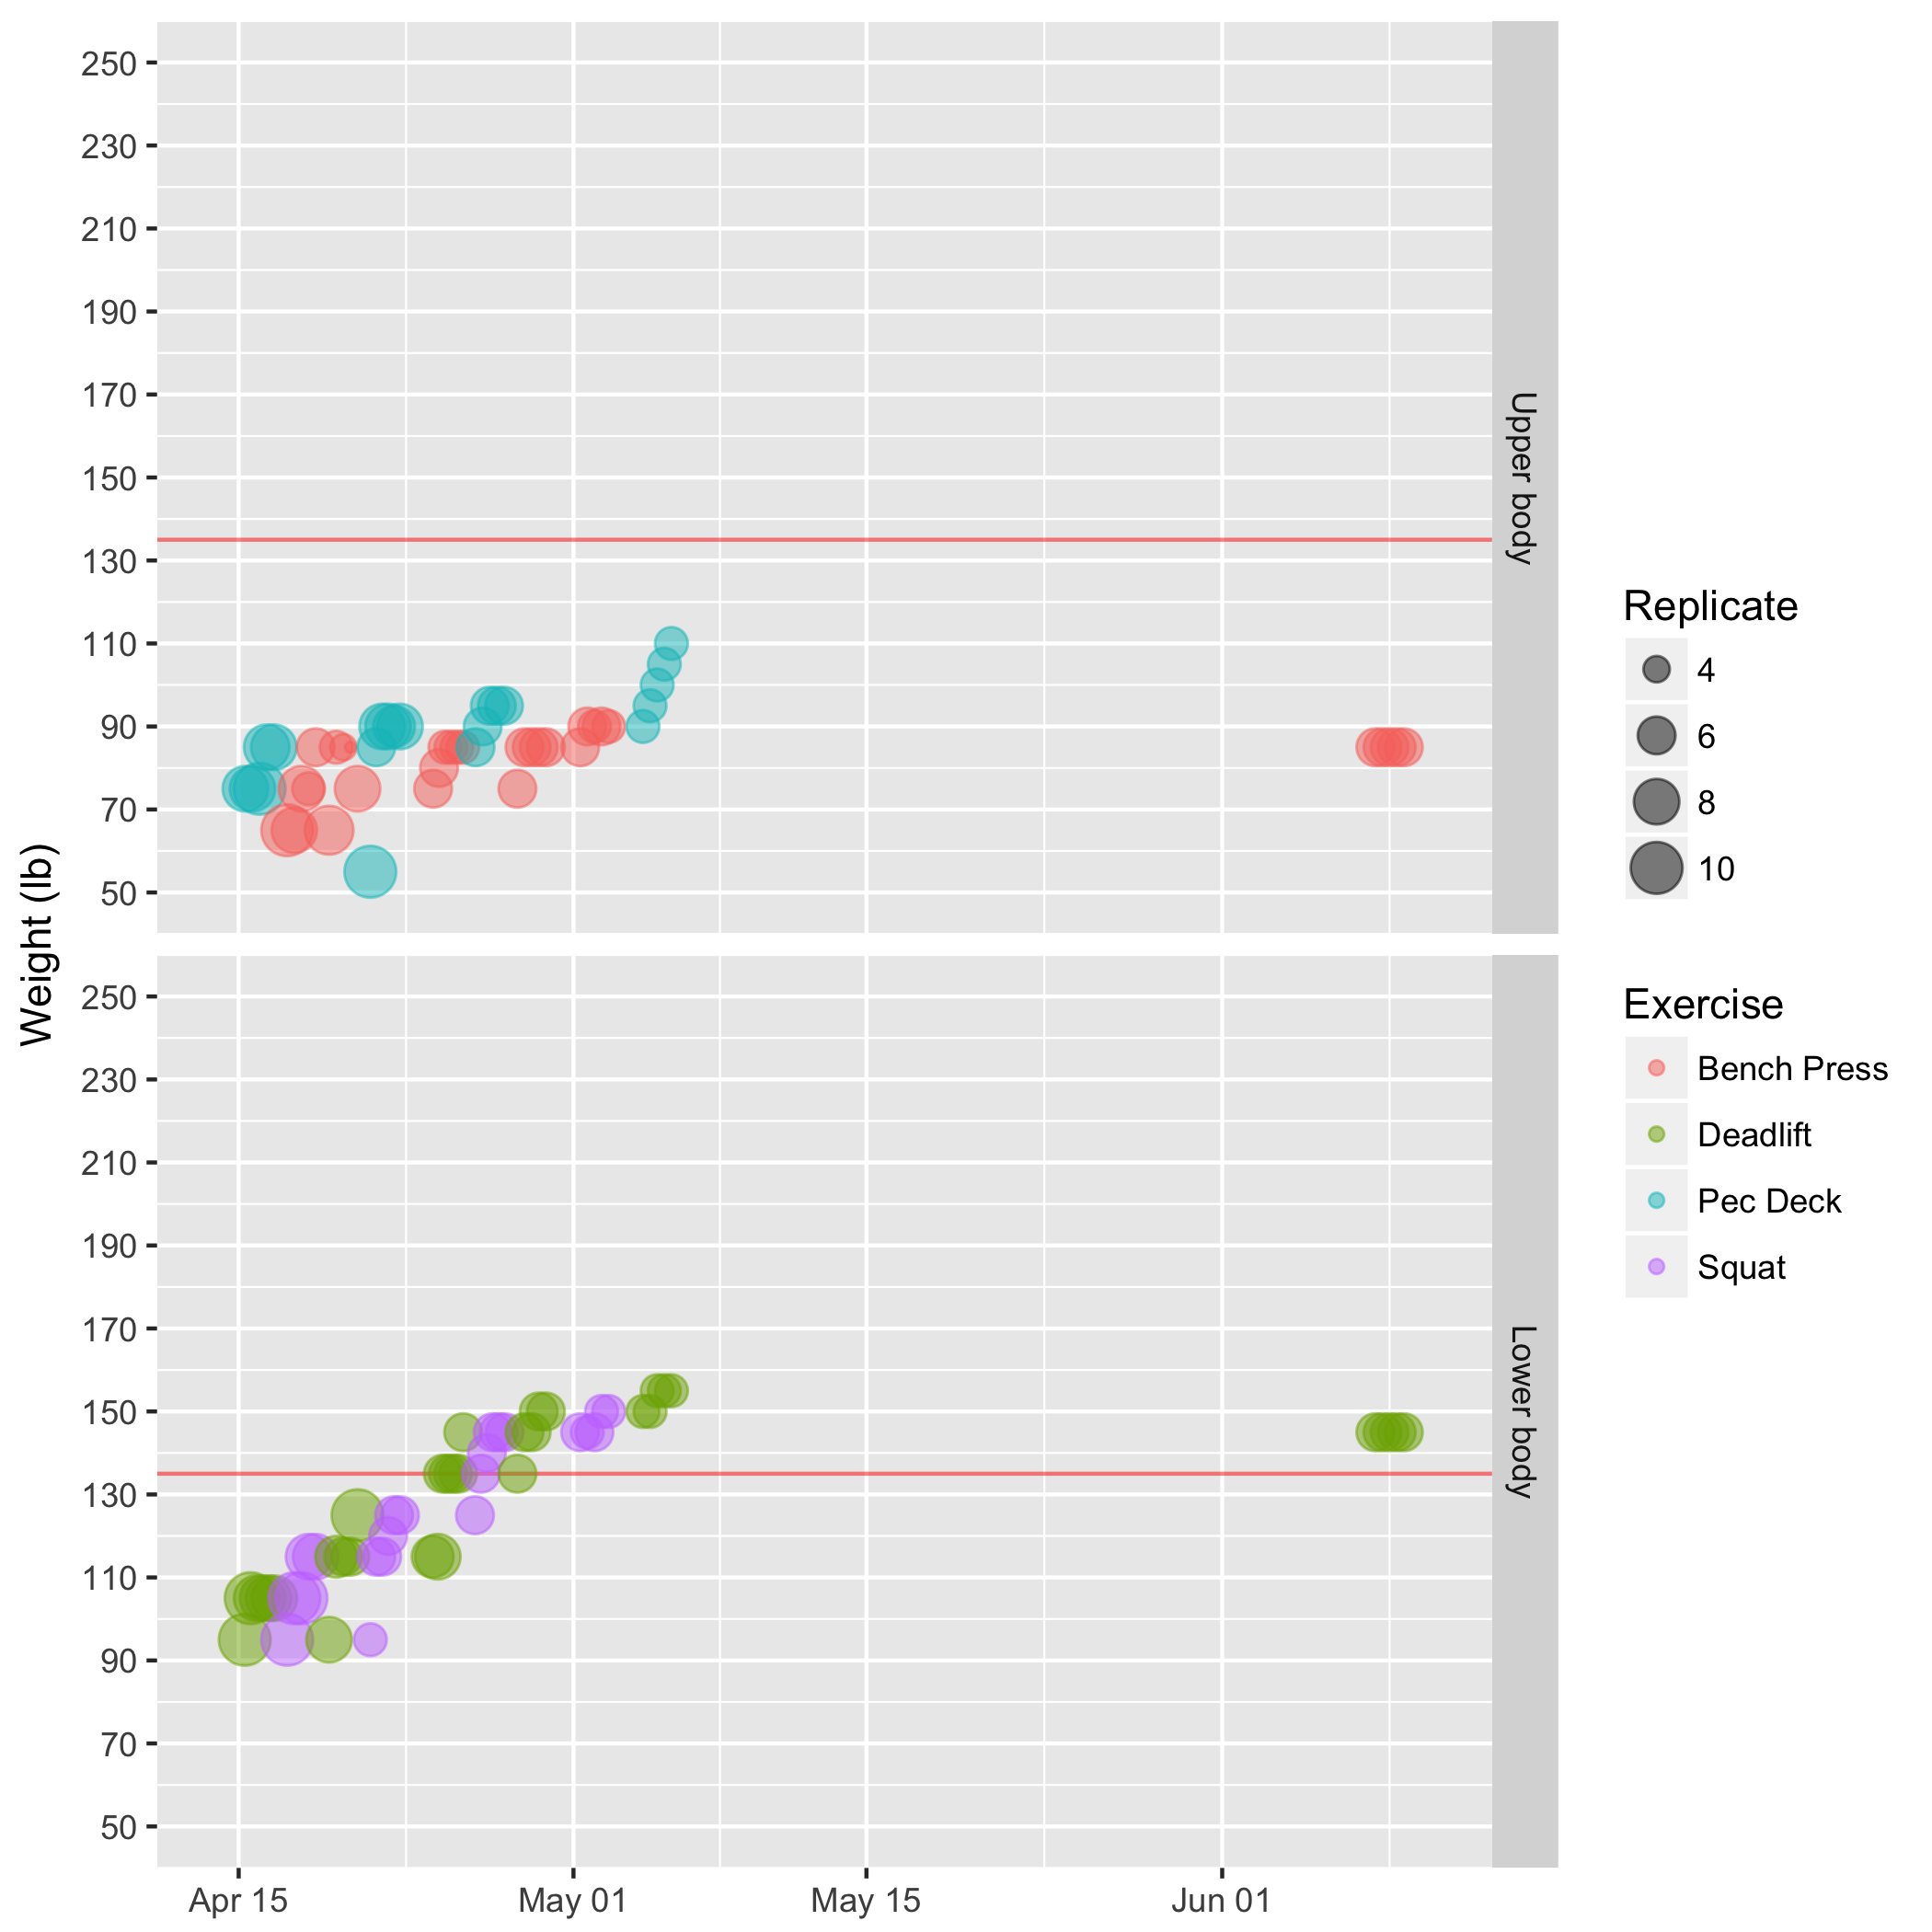 Weight (lb)
250
230
210
190
170
150
130
110
90
70
50
Upper body
250
230
210
190
170
150
130
110
90
70
50
Lower body
Apr 15
May 01
May 15
Jun 01
Replicate
4
6
8
10
Exercise
Bench Press
Deadlift
Pec Deck
Squat